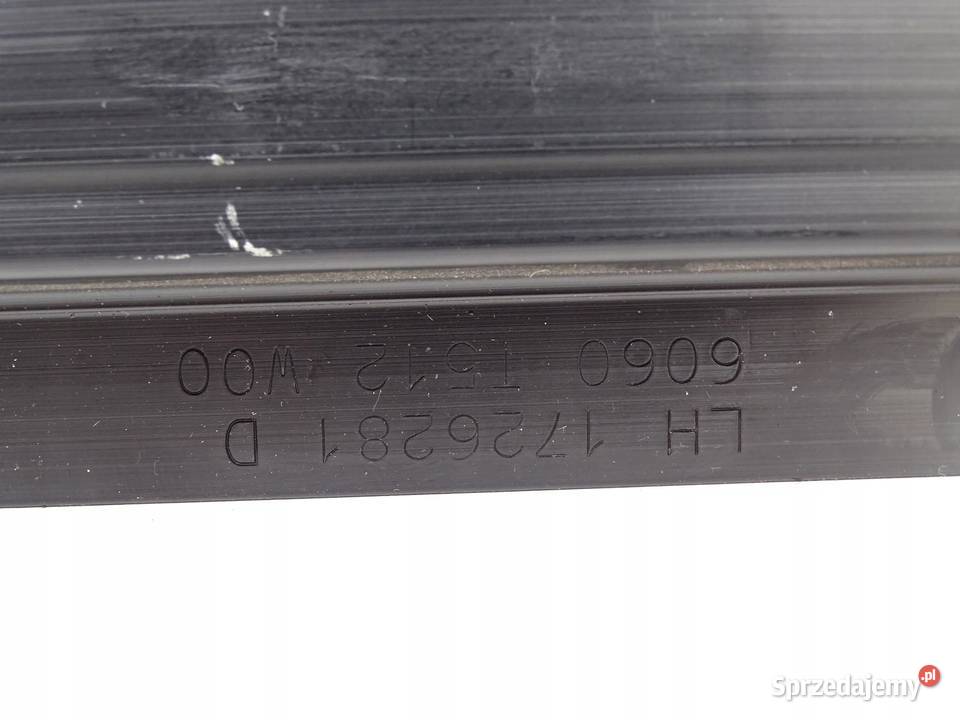 LH 1726281 D
6060 T512 W00
Sprzedajemy.pl